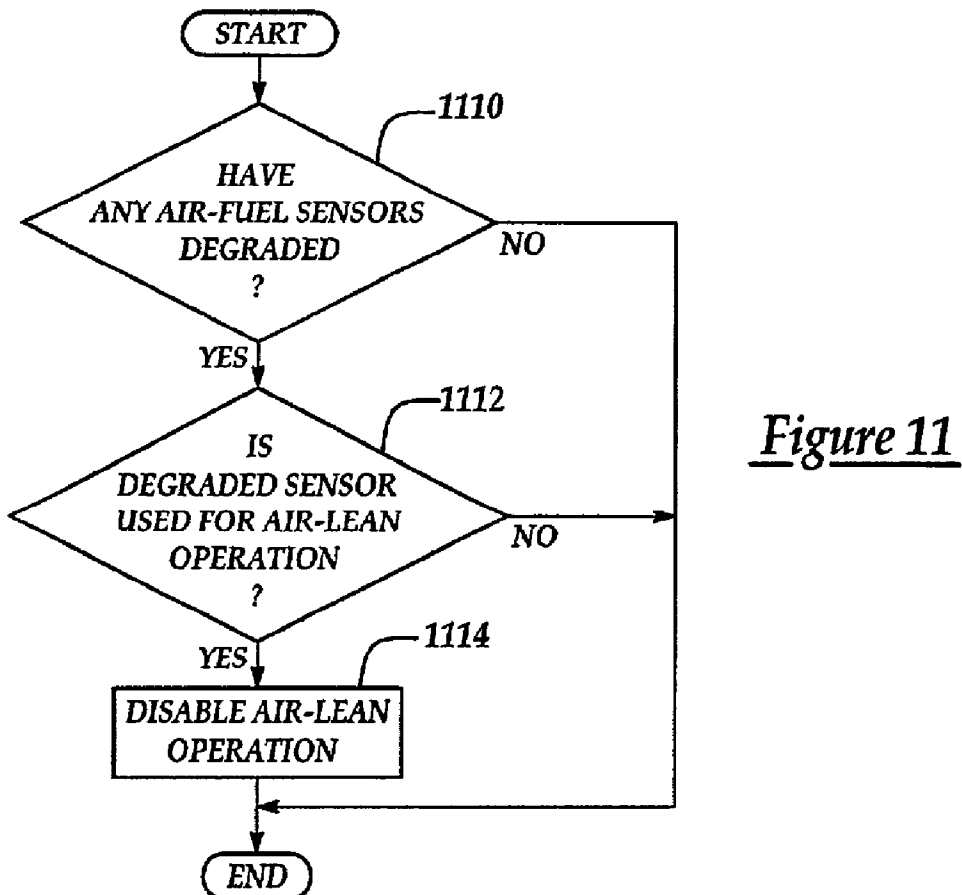 START
1110
HAVE
ANY AIR-FUEL SENSORS
DEGRADED
?
NO
YES
1112
IS
DEGRADED SENSOR
USED FOR AIR-LEAN
OPERATION
?
NO
YES
1114
DISABLE AIR-LEAN
OPERATION
END
Figure 11